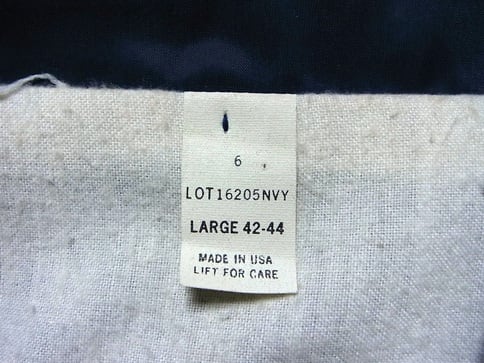 6
LOT16205NVY
LARGE 42-44
MADE IN USA
LIFT FOR CARE